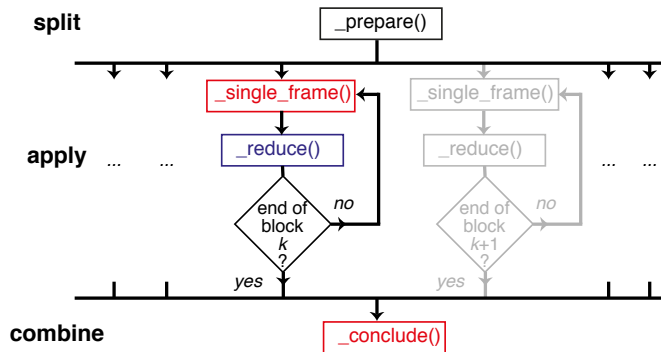 split
_prepare()
_single_frame()
_single_frame()
apply
...
...
_reduce()
_reduce()
...
...
end of
block
k
?
no
end of
block
k+1
?
no
yes
yes
combine
_conclude()